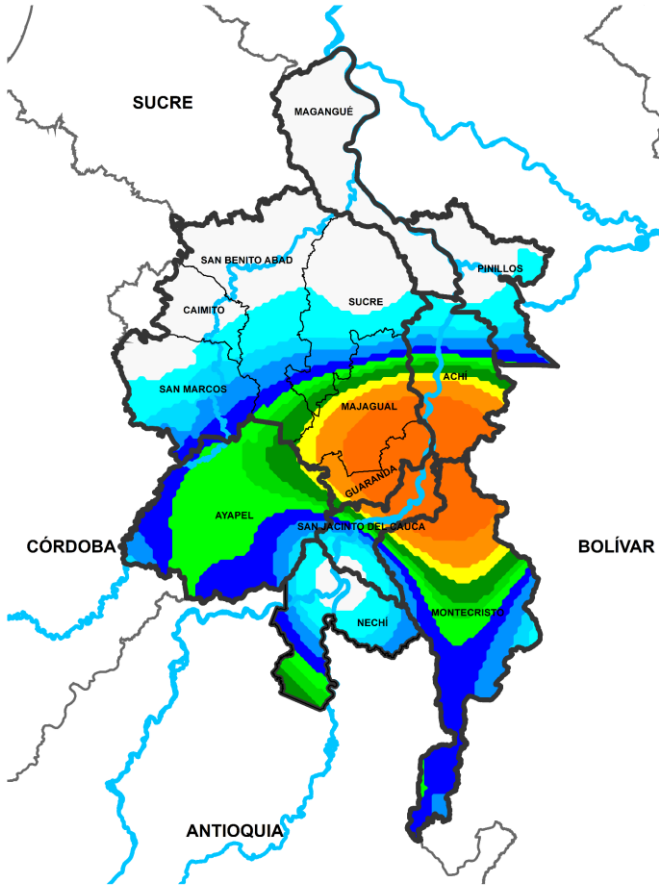 SUCRE
MAGANGUÉ
SAN BENITO ABAD
PINILLOS
SUCRE
CAIMITO
SAN MARCOS
ACHÍ
MAJAGUAL
GUARANDA
AYAPEL
SAN JACINTO DEL CAUCA
CÓRDOBA
BOLÍVAR
MONTECRISTO
NECHÍ
ANTIOQUIA